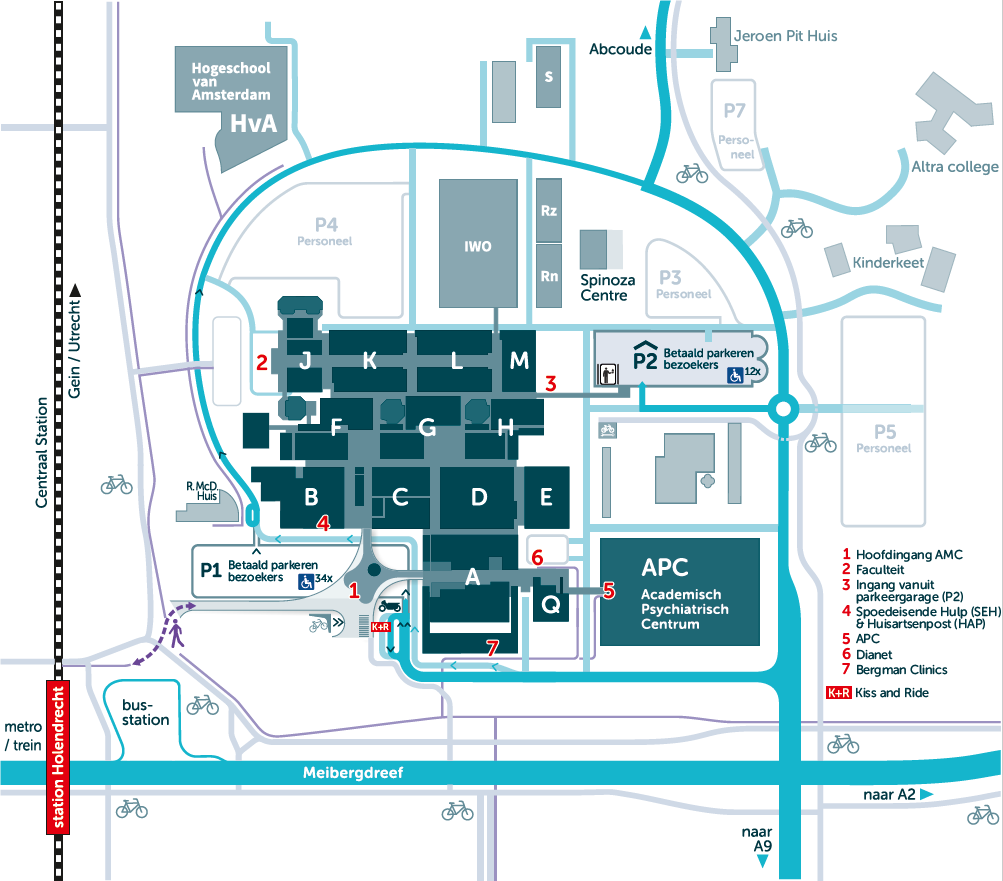 Abcoude
Jeroen Pit Huis
Hogeschool
van
Amsterdam
HvA
S
P7
Perso-
neel
Altra college
P4
Personeel
IWO
Rz
Rn
Spinoza
Centre
P3
Personeel
Kinderkeet
Gein / Utrecht
Centraal Station
2
J
K
L
M
3
P2
Betaald parkeren
bezoekers
12x
F
G
H
P5
Personeel
R. McD.
Huis
B
C
D
E
4
P1
Betaald parkeren
bezoekers
34x
1
A
6
Q
5
APC
Academisch
Psychiatrisch
Centrum
K+R
7
1 Hoofdingang AMC
2 Faculteit
3 Ingang vanuit
parkeergarage (P2)
4 Spoedeisende Hulp (SEH)
& Huisartsenpost (HAP)
5 APC
6 Dianet
7 Bergman Clinics
K+R Kiss and Ride
bus-
station
metro
/ trein
station Holendrecht
Meibergdreef
naar A2
naar
A9